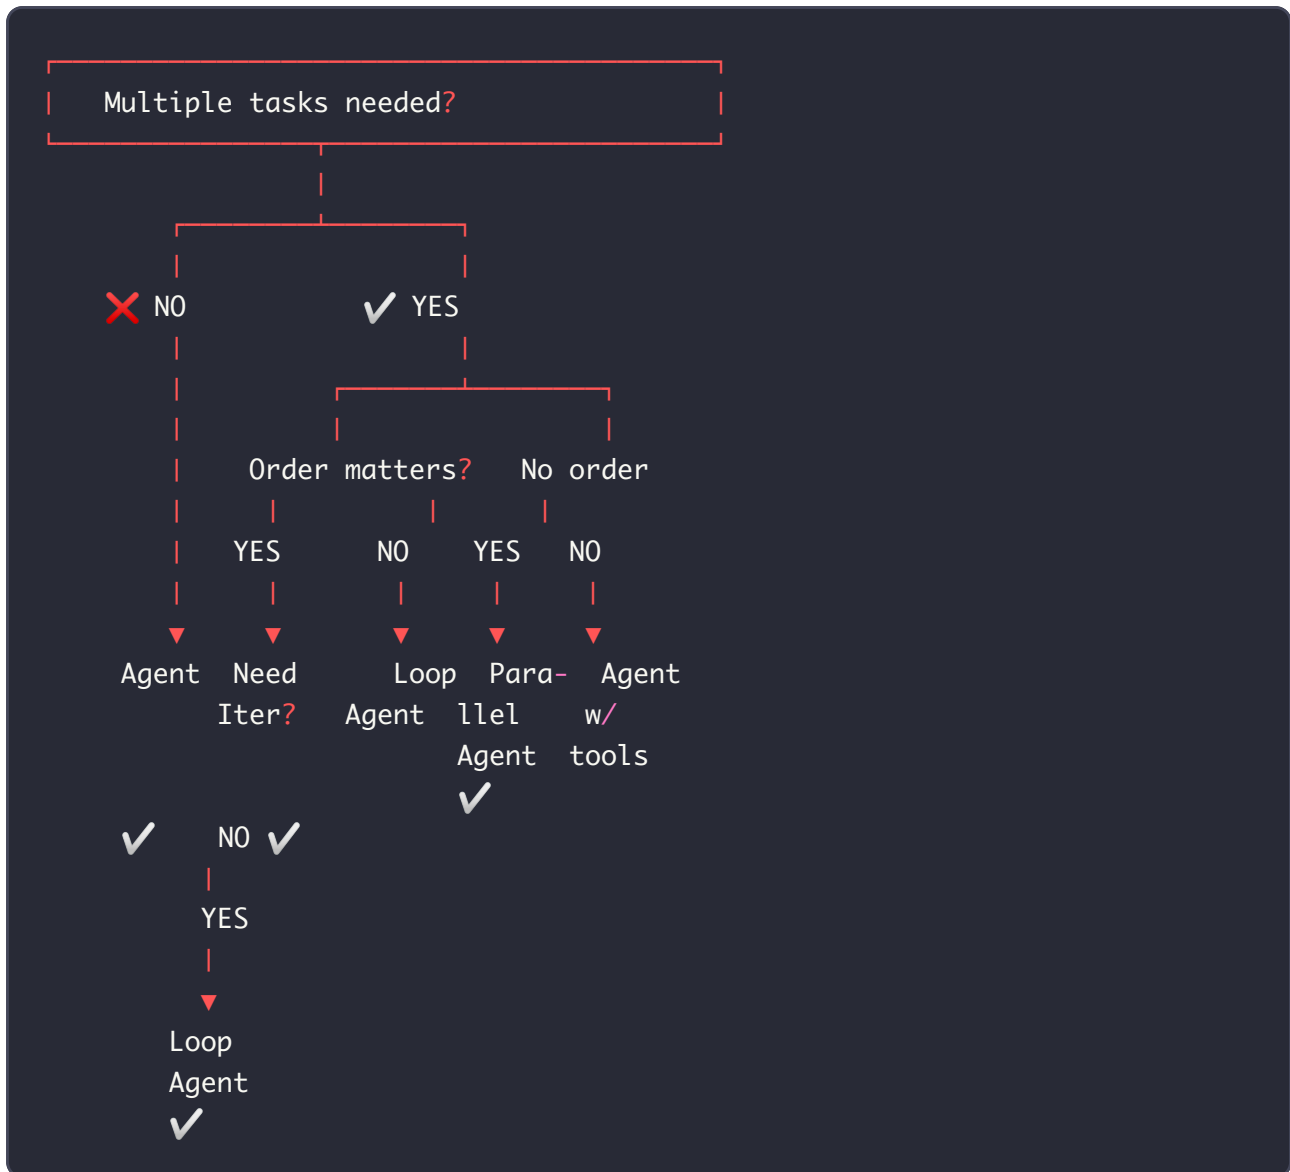 Multiple tasks needed?
❌ NO ✔ YES
Order matters? No order
YES NO YES NO
Agent Need Loop Para- Agent
Iter? Agent llel w/
Agent tools
✔
✔ NO ✔
YES
Loop
Agent
✔